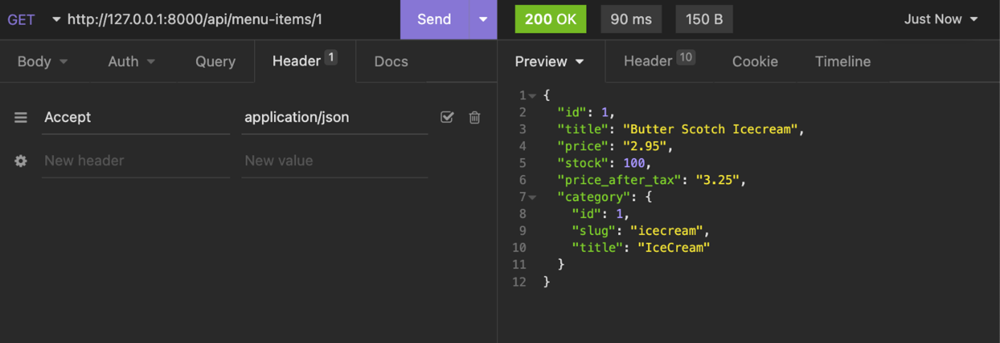 GET http://127.0.0.1:8000/api/menu-items/1 Send 200 OK 90 ms 150 B Just Now
Body Auth Query Header 1 Docs Preview Header 10 Cookie Timeline
Accept application/json
New header New value
1 {
2 "id": 1,
3 "title": "Butter Scotch Icecream",
4 "price": "2.95",
5 "stock": 100,
6 "price_after_tax": "3.25",
7 "category": {
8 "id": 1,
9 "slug": "icecream",
10 "title": "IceCream"
11 }
12 }